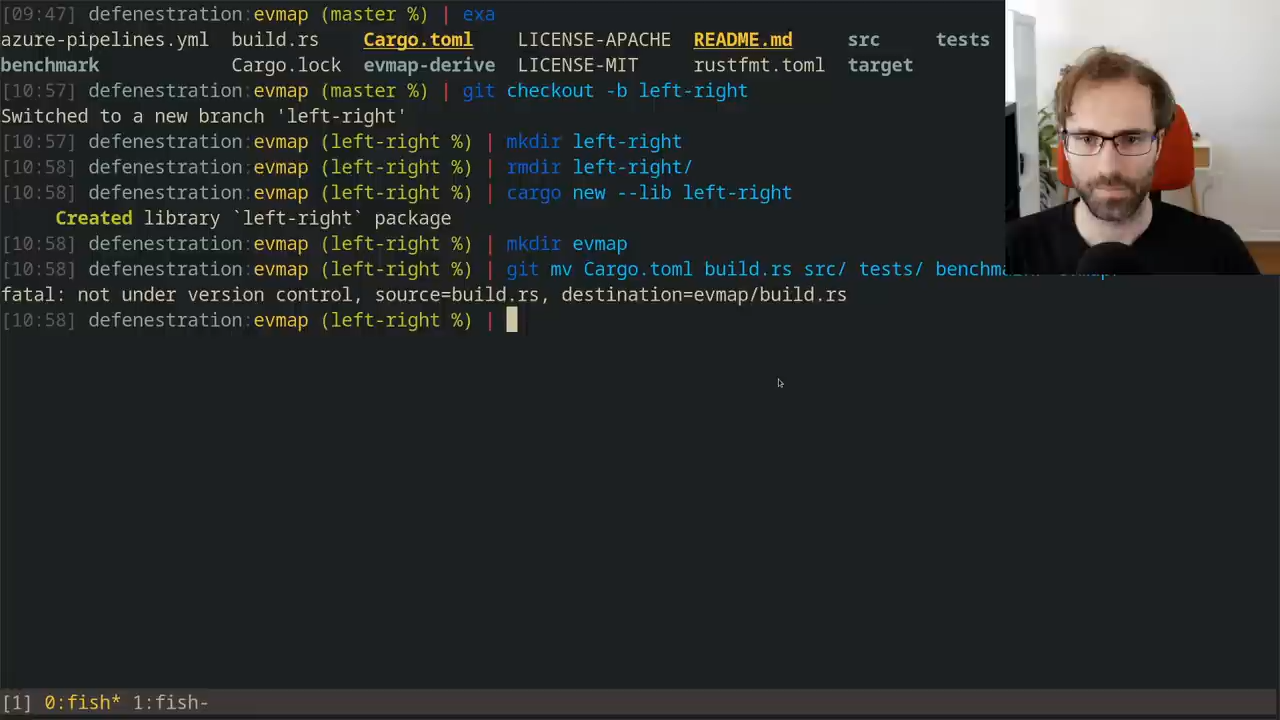 [09:47] defenestration:evmap (master %) | exa
azure-pipelines.yml build.rs Cargo.toml LICENSE-APACHE README.md src tests
benchmark Cargo.lock evmap-derive LICENSE-MIT rustfmt.toml target
[10:57] defenestration:evmap (master %) | git checkout -b left-right
Switched to a new branch 'left-right'
[10:57] defenestration:evmap (left-right %) | mkdir left-right
[10:58] defenestration:evmap (left-right %) | rmdir left-right/
[10:58] defenestration:evmap (left-right %) | cargo new --lib left-right
Created library `left-right` package
[10:58] defenestration:evmap (left-right %) | mkdir evmap
[10:58] defenestration:evmap (left-right %) | git mv Cargo.toml build.rs src/ tests/
fatal: not under version control, source=build.rs, destination=evmap/build.rs
[10:58] defenestration:evmap (left-right %) |
[1] 0:fish* 1:fish-